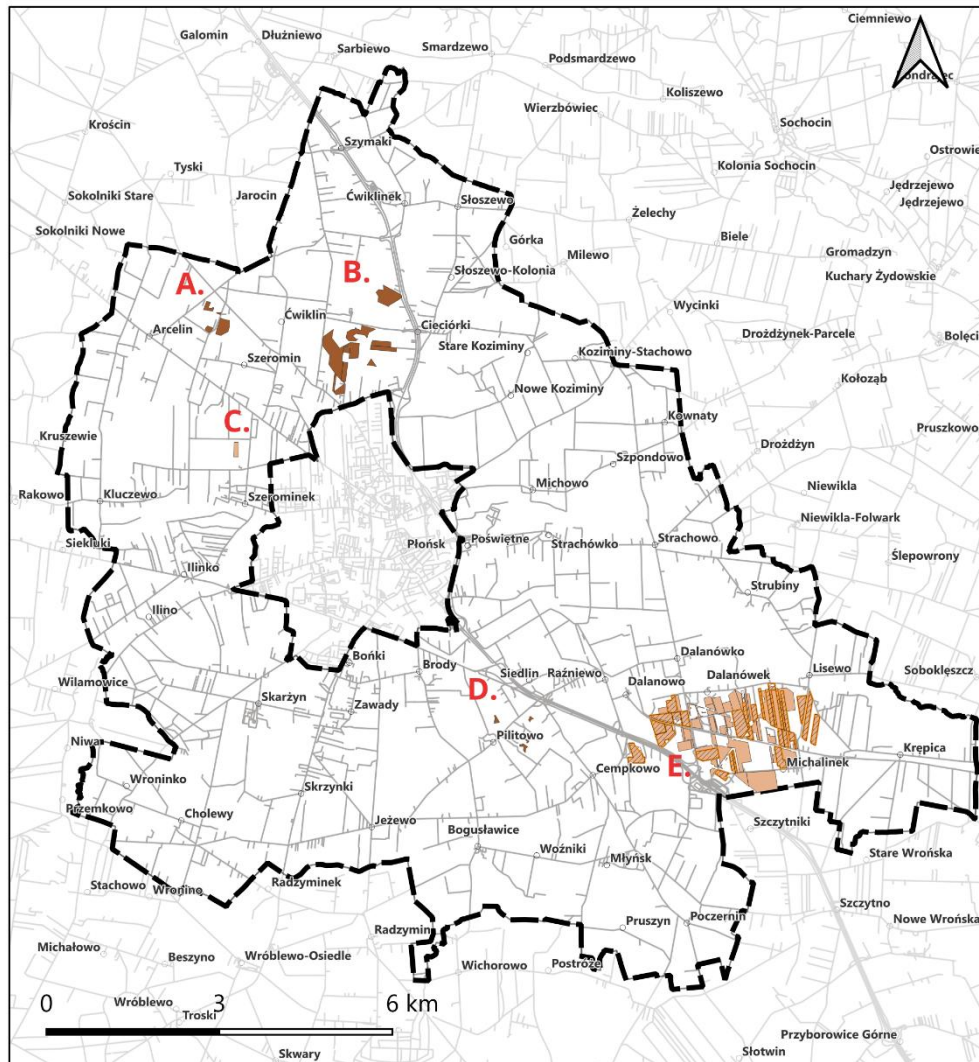 Ciemniewo
Galomin
Dłużniewo
Sarbiewo
Smardzewo
Podsmardzewo
Koliszewo
Krościn
Wierzbówiec
Sochocin
Szymaki
Tyski
Kolonia Sochocin
Ostrowie
Sokolniki Stare
Jarocin
Ćwiklinek
Słoszewo
Jędrzejewo
Jędrzejewo
Żelechy
Sokolniki Nowe
Górka
Biele
Gromadzyn
Milewo
Słoszewo-Kolonia
Kuchary Żydowskie
A.
B.
Wycinki
Ćwiklin
Cieciórki
Arcelin
Drożdżynek-Parcele
Bolęci
Stare Koziminy
Koziminy-Stachowo
Szeromin
Nowe Koziminy
Kołoząb
C.
Kownaty
Kruszewie
Drożdżyn
Pruszkowo
Szpondowo
Rakowo
Kluczewo
Szerominek
Michowo
Niewikla
Niewikla-Folwark
Siekluki
Płońsk
Poświętne
Strachówko
Strachowo
Ślepowrony
Ilinko
Strubiny
Ilino
Bońki
Brody
Siedlin
Raźniewo
Dalanówko
Wilamowice
Dalanowo
Dalanówek
Lisewo
Soboklęszcz
D.
Skarżyn
Zawady
Niwa
Pilitowo
Krępica
Wroninko
Cempkowo
E.
Michalinek
Skrzynki
Przemkowo
Cholewy
Jeżewo
Bogusławice
Szczytniki
Woźniki
Młyńsk
Stare Wrońska
Stachowo
Wronino
Radzyminek
Szczytno
Pruszyn
Poczernin
Nowe Wrońska
Michałowo
Radzymin
Beszyno
Wróblewo-Osiedle
Wichorowo
Postróże
0
3
6 km
Wróblewo
Troski
Przyborowice Górne
Skwary
Słotwin